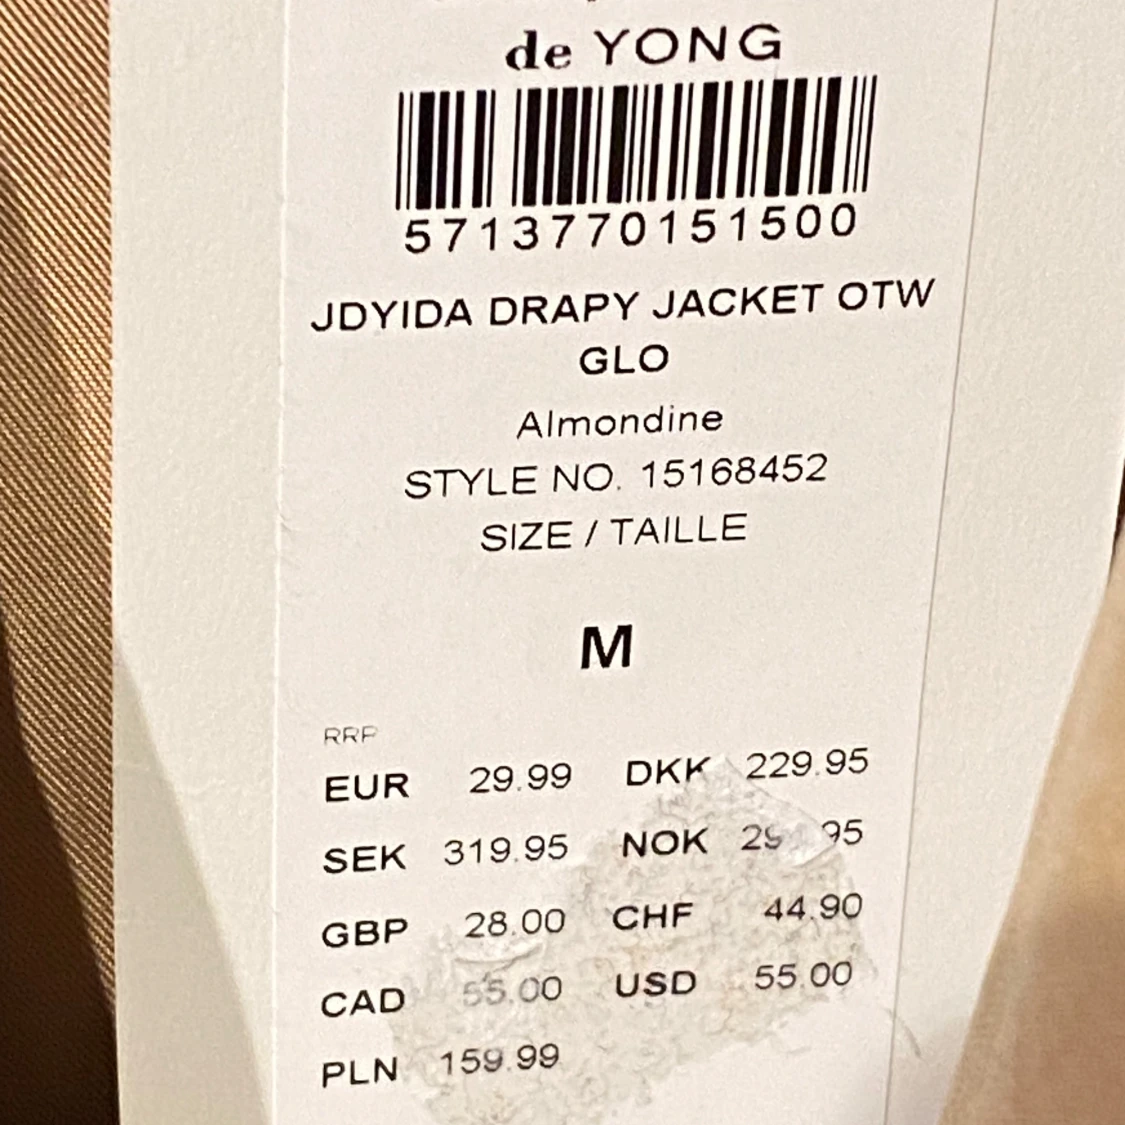 de YONG
5713770151500
JDYIDA DRAPY JACKET OTW
GLO
Almondine
STYLE NO. 15168452
SIZE / TAILLE
M
RRP
EUR 29.99 DKK 229.95
SEK 319.95 NOK
GBP 28.00 CHF 44.90
CAD 55.00 USD 55.00
PLN 159.99